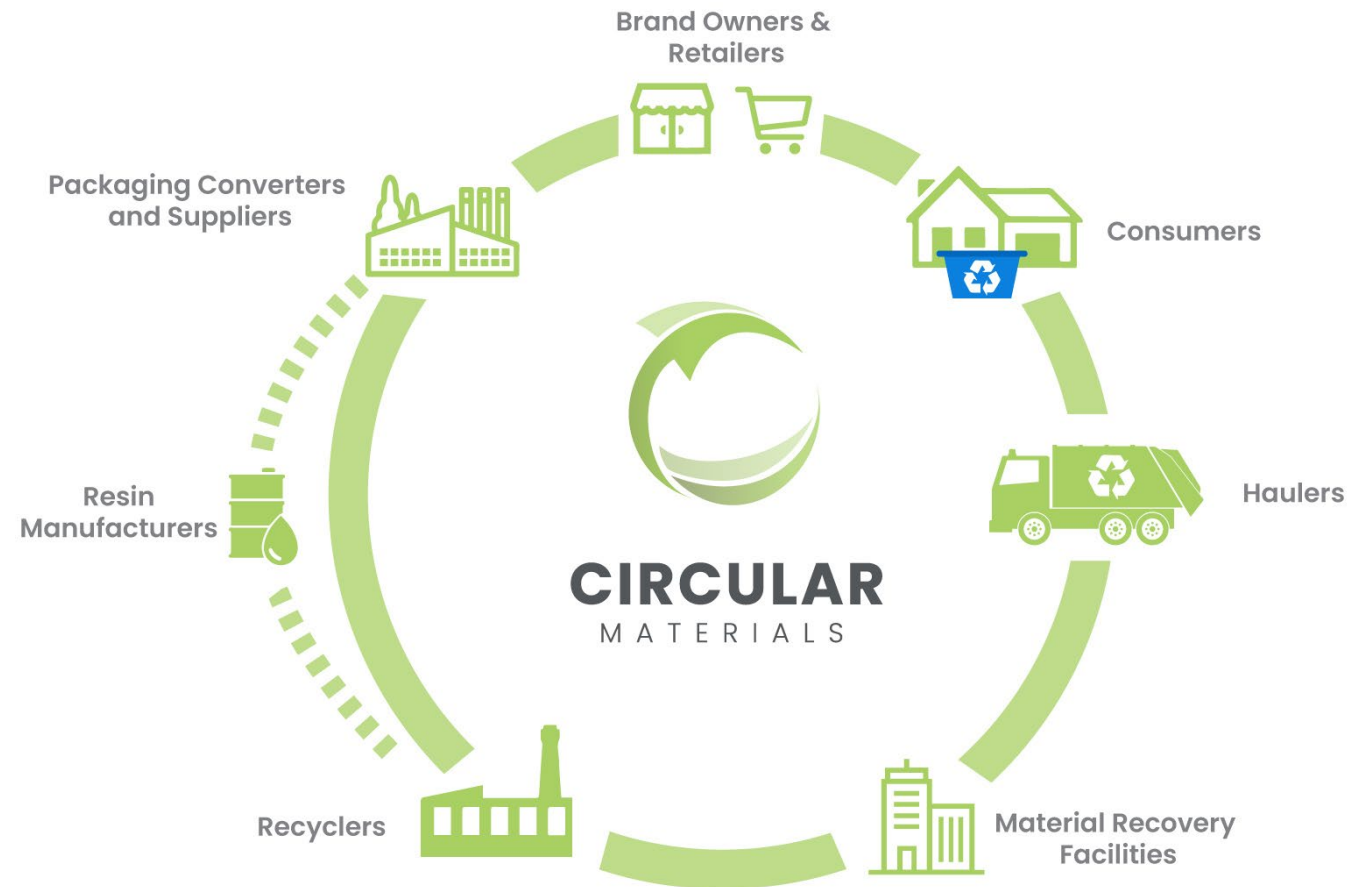 Brand Owners &
Retailers
Packaging Converters
and Suppliers
Consumers
Resin
Manufacturers
Haulers
CIRCULAR
MATERIALS
Recyclers
Material Recovery
Facilities